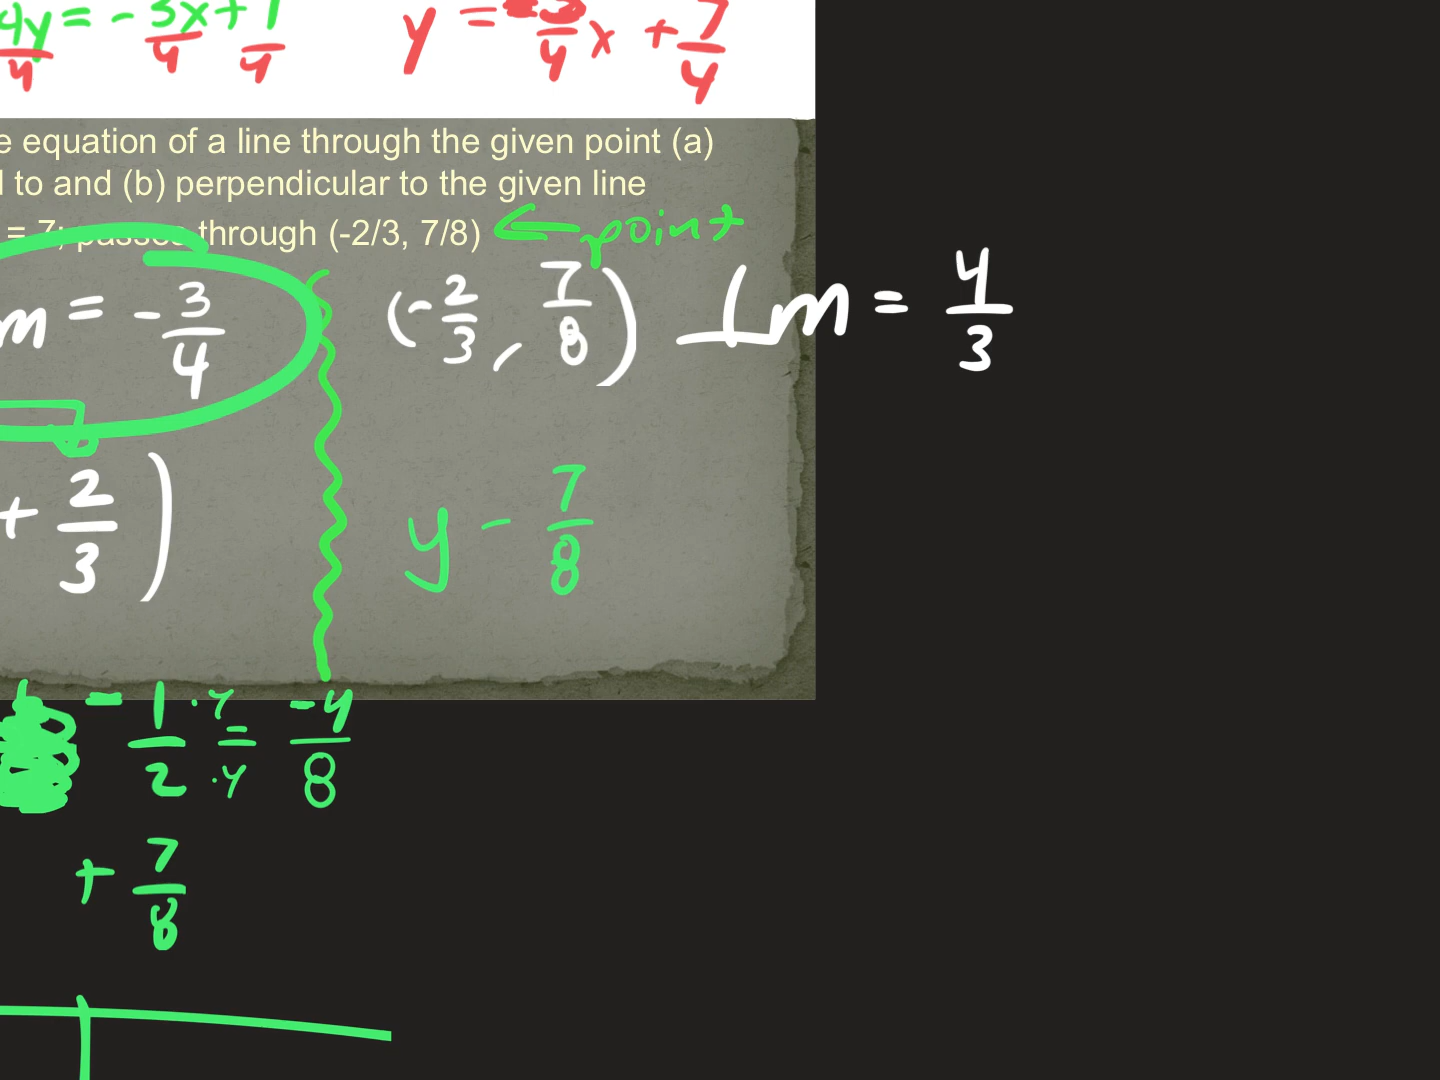 4y = -3x + 7
4 4 4
y = -3/4 x + 7/4
e equation of a line through the given point (a)
l to and (b) perpendicular to the given line
= 7; passes through (-2/3, 7/8) ← point
m = - 3/4
(-2/3, 7/8) ⊥m = 4/3
+ 2/3 )
y - 7/8
- 1/2 ·4/·4 = -4/8
+ 7/8